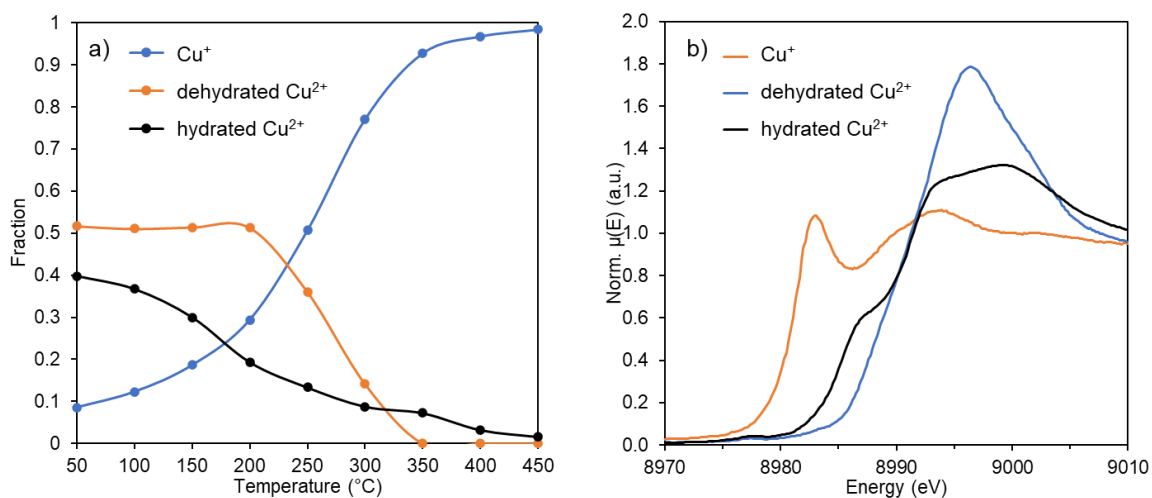 a)
Cu⁺
dehydrated Cu²⁺
hydrated Cu²⁺
Fraction
1
0.9
0.8
0.7
0.6
0.5
0.4
0.3
0.2
0.1
0
50 100 150 200 250 300 350 400 450
Temperature (°C)
b)
Cu⁺
dehydrated Cu²⁺
hydrated Cu²⁺
Norm. μ(E) (a.u.)
2.0
1.8
1.6
1.4
1.2
1.0
0.8
0.6
0.4
0.2
0.0
8970 8980 8990 9000 9010
Energy (eV)